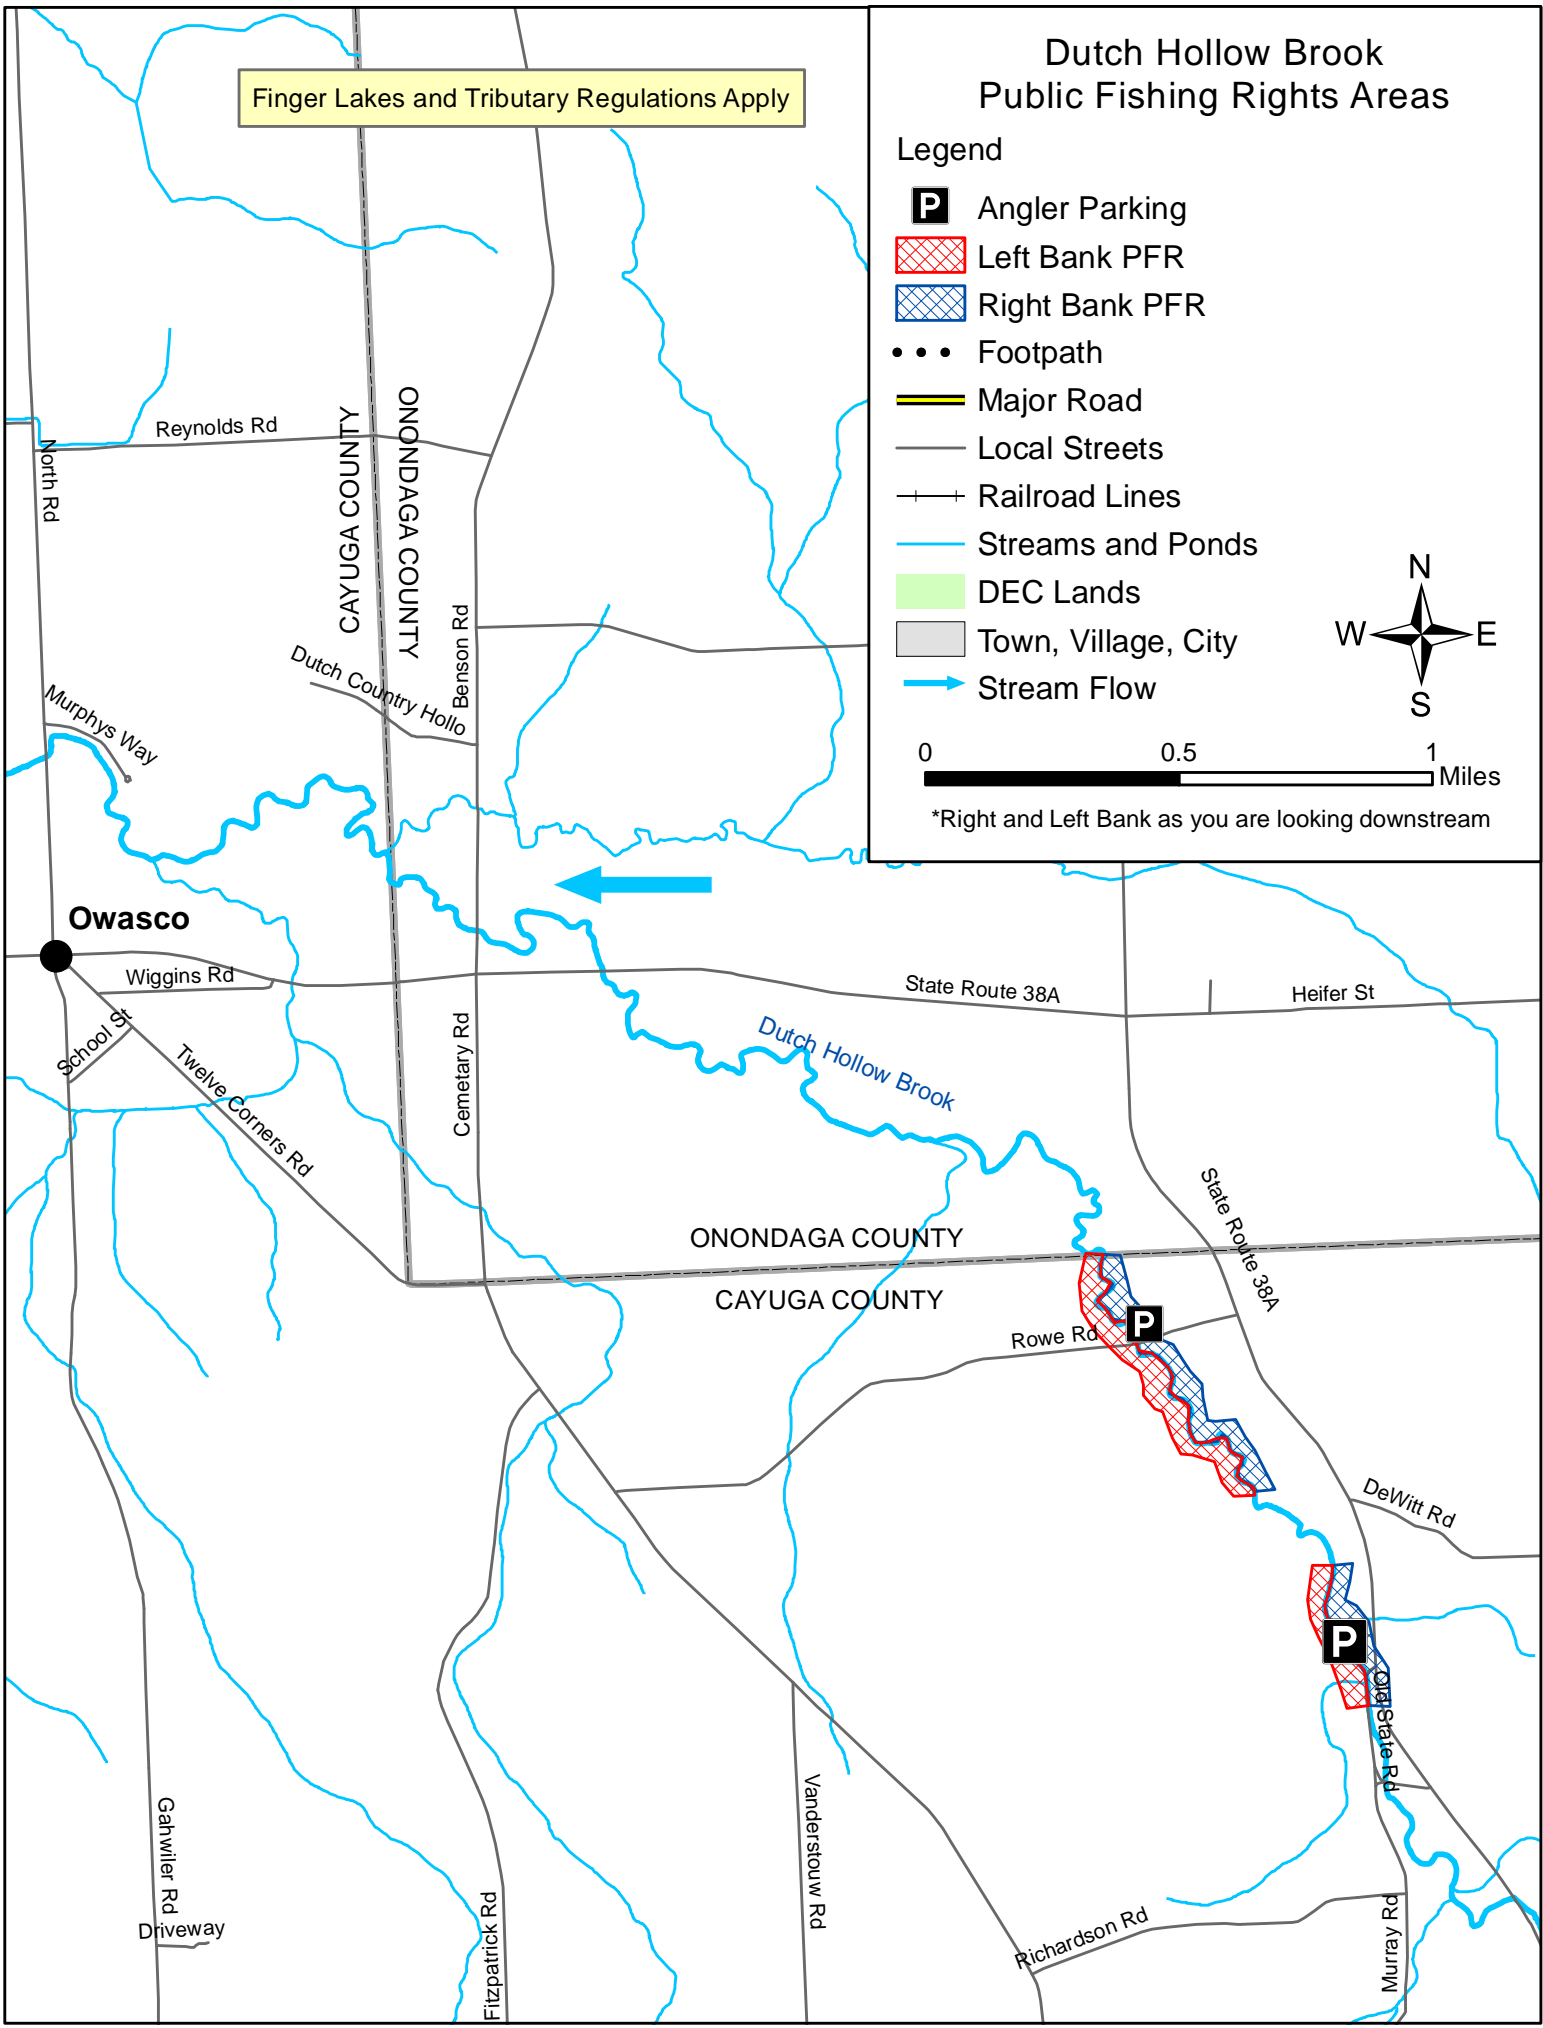 Dutch Hollow Brook
Public Fishing Rights Areas
Finger Lakes and Tributary Regulations Apply
Legend
P Angler Parking
Left Bank PFR
Right Bank PFR
Footpath
Major Road
Local Streets
Railroad Lines
Streams and Ponds
DEC Lands
Town, Village, City
Stream Flow
N
W E
S
0 0.5 1
Miles
*Right and Left Bank as you are looking downstream
Reynolds Rd
North Rd
CAYUGA COUNTY
ONONDAGA COUNTY
Benson Rd
Dutch Country Hollo
Murphys Way
Owasco
Wiggins Rd
School St
Twelve Corners Rd
Cemetary Rd
State Route 38A
Heifer St
Dutch Hollow Brook
State Route 38A
ONONDAGA COUNTY
CAYUGA COUNTY
P
Rowe Rd
DeWitt Rd
P
Old State Rd
Gahwiler Rd
Driveway
Fitzpatrick Rd
Vanderstouw Rd
Richardson Rd
Murray Rd